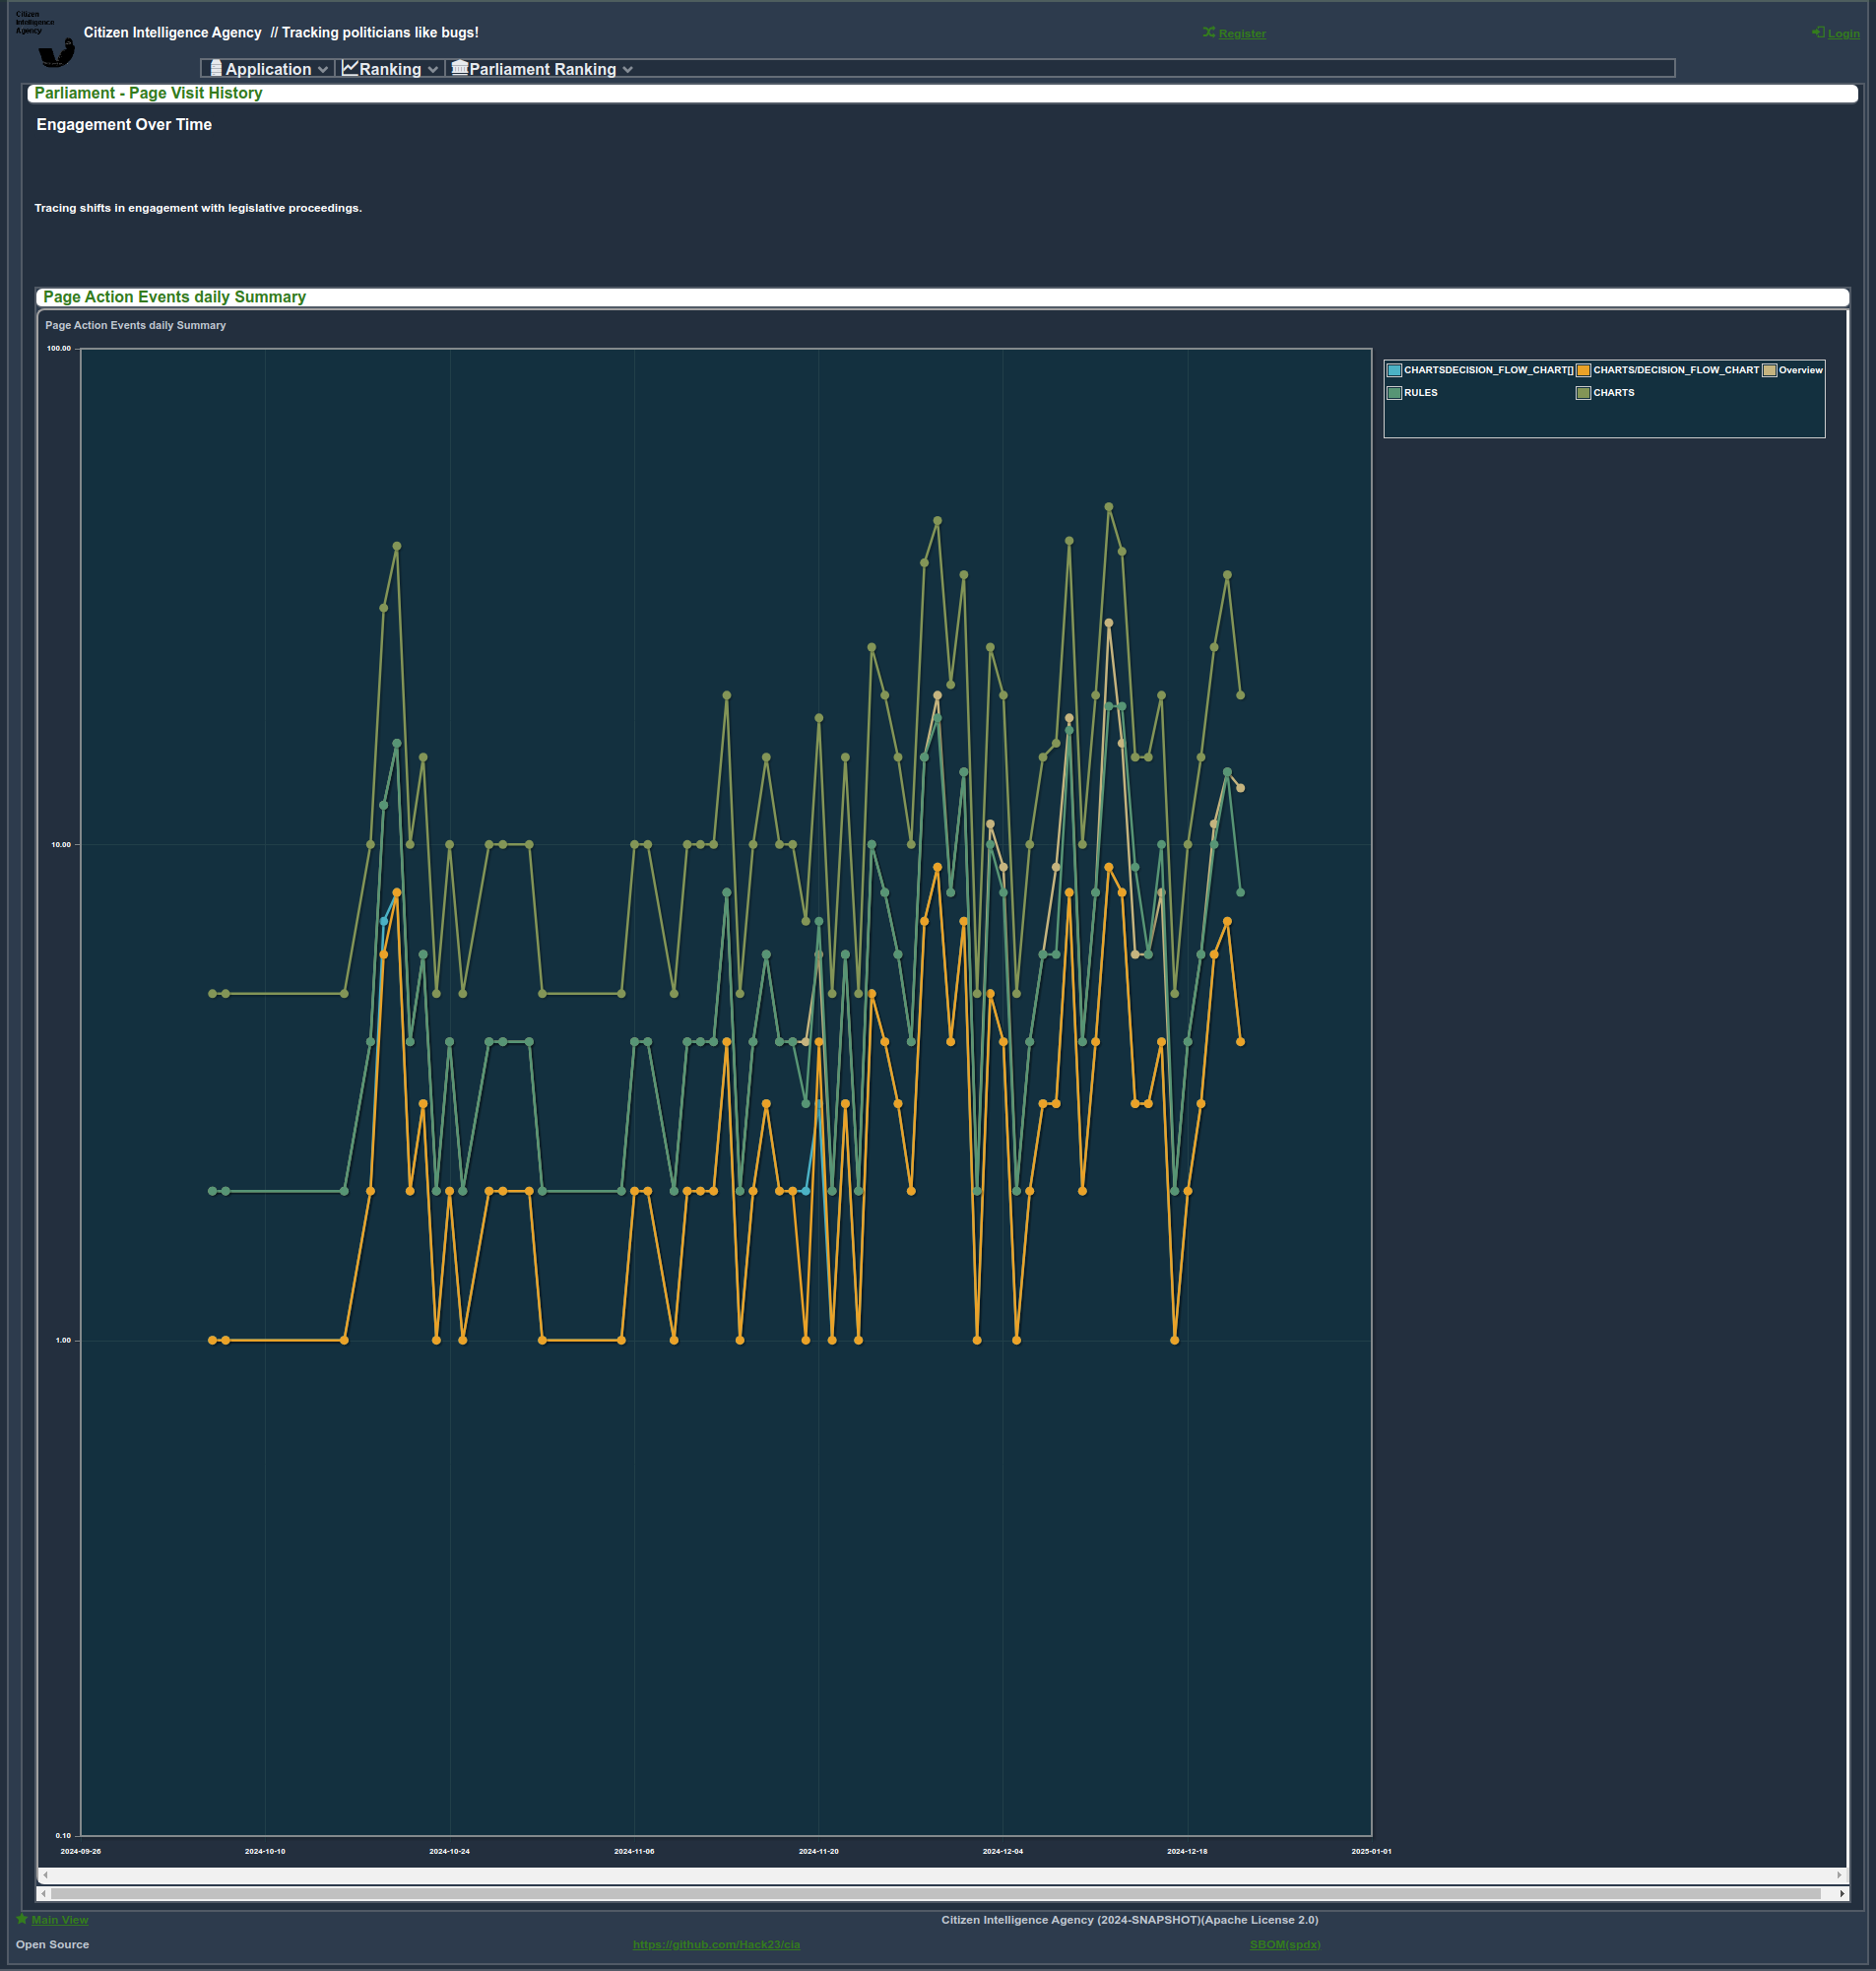 Citizen
Intelligence
Agency
Citizen Intelligence Agency // Tracking politicians like bugs!
Register
Login
Application
Ranking
Parliament Ranking
Parliament - Page Visit History
Engagement Over Time
Tracing shifts in engagement with legislative proceedings.
Page Action Events daily Summary
Page Action Events daily Summary
100.00
10.00
1.00
0.10
CHARTSDECISION_FLOW_CHART[] CHARTS/DECISION_FLOW_CHART Overview
RULES CHARTS
2024-09-26 2024-10-10 2024-10-24 2024-11-06 2024-11-20 2024-12-04 2024-12-18 2025-01-01
Main View
Citizen Intelligence Agency (2024-SNAPSHOT)(Apache License 2.0)
Open Source
https://github.com/Hack23/cia
SBOM(spdx)